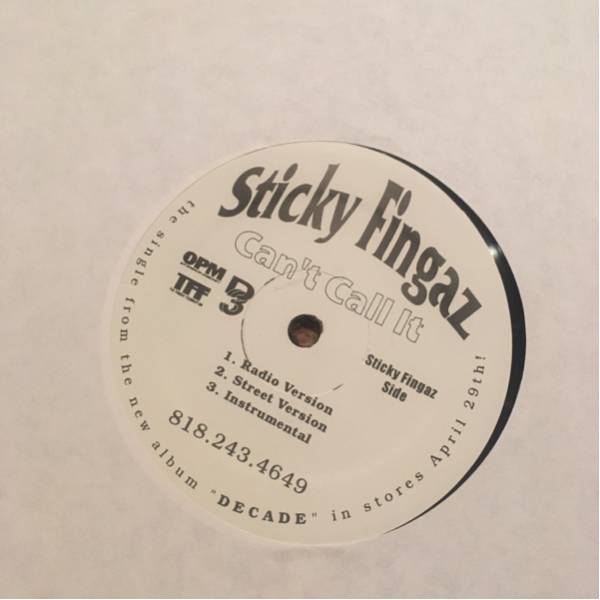 Sticky Fingaz
Can't Call It
OPM
TFF
D3
Sticky Fingaz
Side
1. Radio Version
2. Street Version
3. Instrumental
818.243.4649
the single from the new album "DECADE" in stores April 29th!